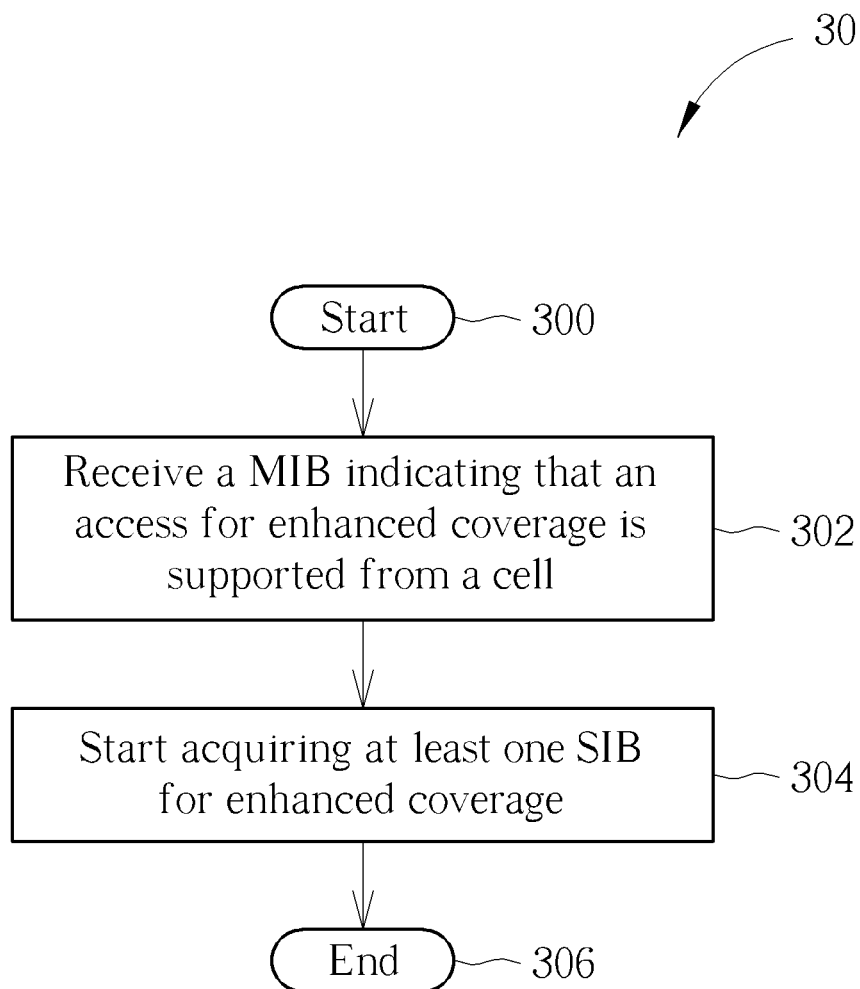 30
Start
300
Receive a MIB indicating that an
access for enhanced coverage is
supported from a cell
302
Start acquiring at least one SIB
for enhanced coverage
304
End
306